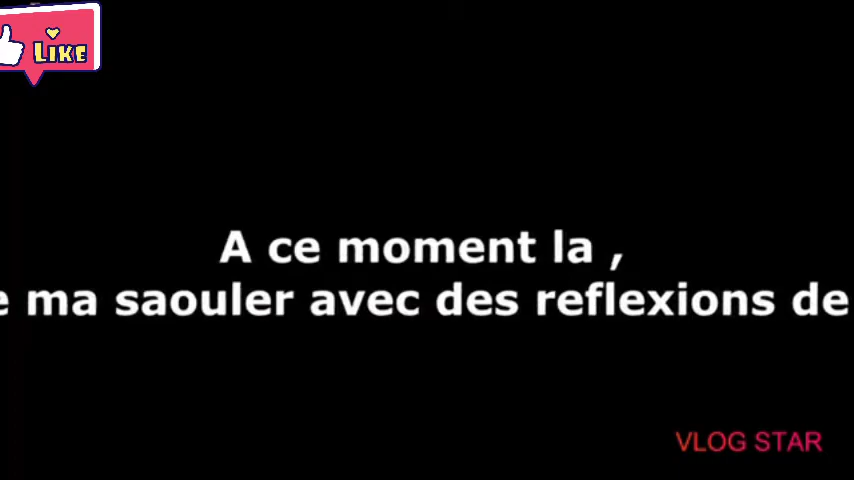 LIKE
A ce moment la ,
e ma saouler avec des reflexions de
VLOG STAR